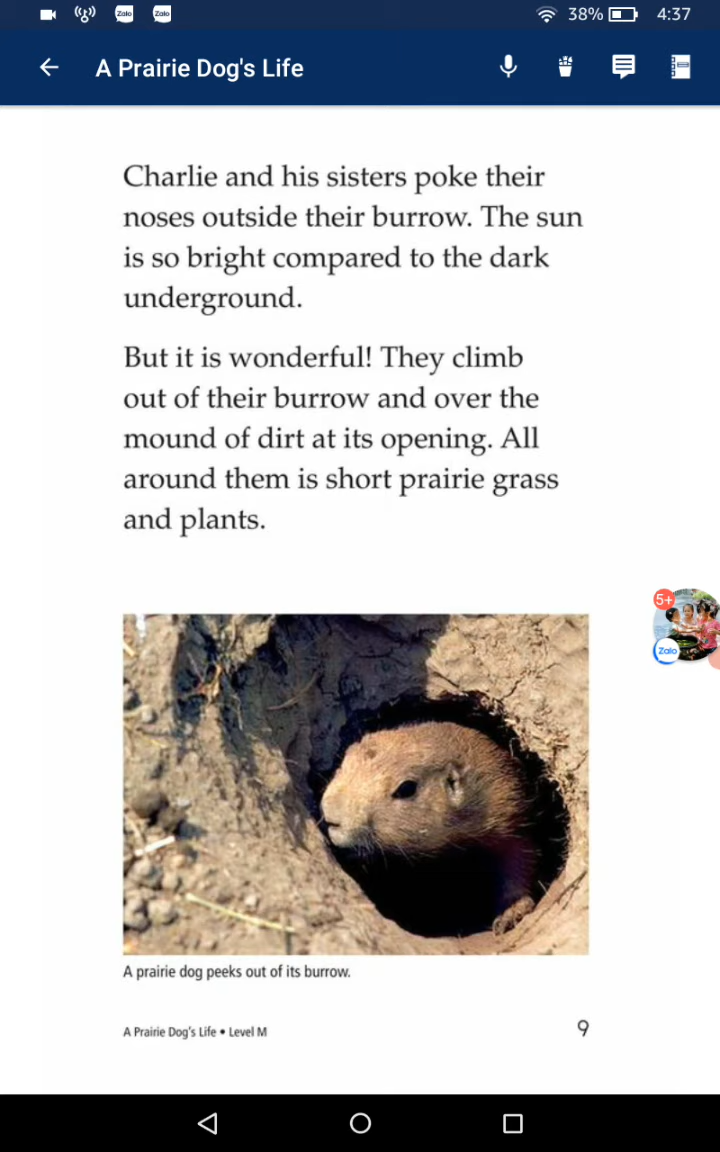 Zalo
Zalo
38%
4:37
A Prairie Dog's Life
Charlie and his sisters poke their
noses outside their burrow. The sun
is so bright compared to the dark
underground.
But it is wonderful! They climb
out of their burrow and over the
mound of dirt at its opening. All
around them is short prairie grass
and plants.
5+
Zalo
A prairie dog peeks out of its burrow.
A Prairie Dog's Life • Level M
9